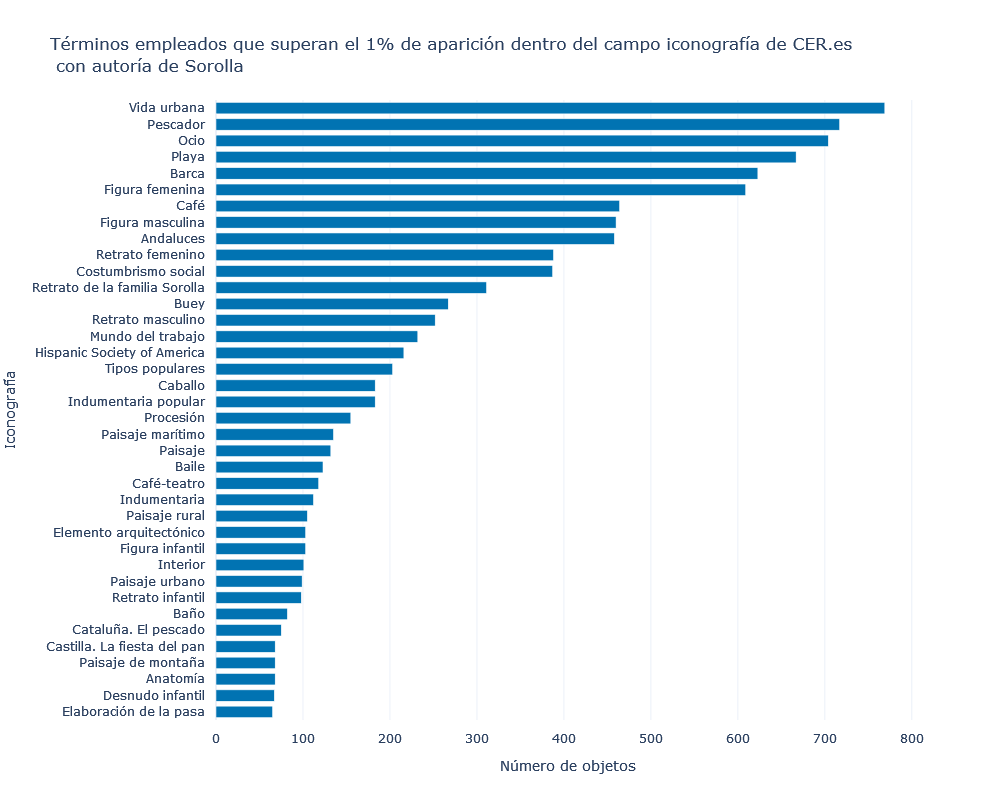 Términos empleados que superan el 1% de aparición dentro del campo iconografía de CER.es
con autoría de Sorolla
Vida urbana
Pescador
Ocio
Playa
Barca
Figura femenina
Café
Figura masculina
Andaluces
Retrato femenino
Costumbrismo social
Retrato de la familia Sorolla
Buey
Retrato masculino
Mundo del trabajo
Hispanic Society of America
Tipos populares
Caballo
Indumentaria popular
Procesión
Paisaje marítimo
Paisaje
Baile
Café-teatro
Indumentaria
Paisaje rural
Elemento arquitectónico
Figura infantil
Interior
Paisaje urbano
Retrato infantil
Baño
Cataluña. El pescado
Castilla. La fiesta del pan
Paisaje de montaña
Anatomía
Desnudo infantil
Elaboración de la pasa
Iconografía
0 100 200 300 400 500 600 700 800
Número de objetos